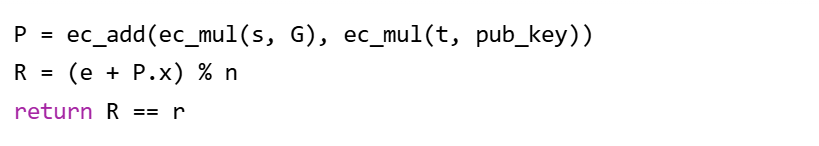 P = ec_add(ec_mul(s, G), ec_mul(t, pub_key))
R = (e + P.x) % n
return R == r